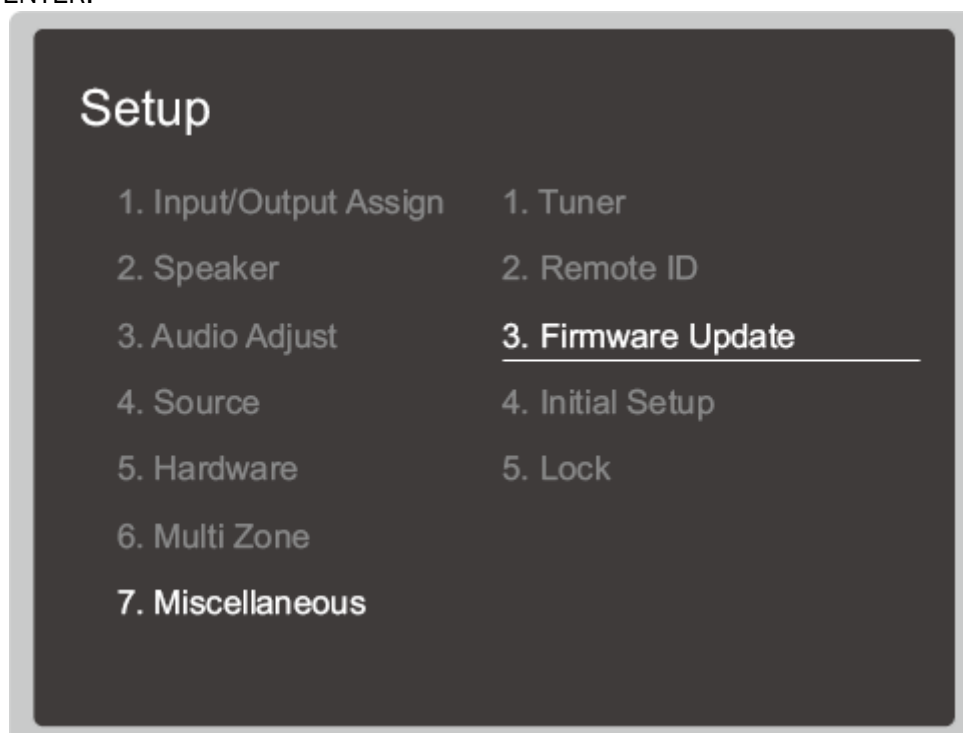 ENTER.
Setup
1. Input/Output Assign
2. Speaker
3. Audio Adjust
4. Source
5. Hardware
6. Multi Zone
7. Miscellaneous
1. Tuner
2. Remote ID
3. Firmware Update
4. Initial Setup
5. Lock